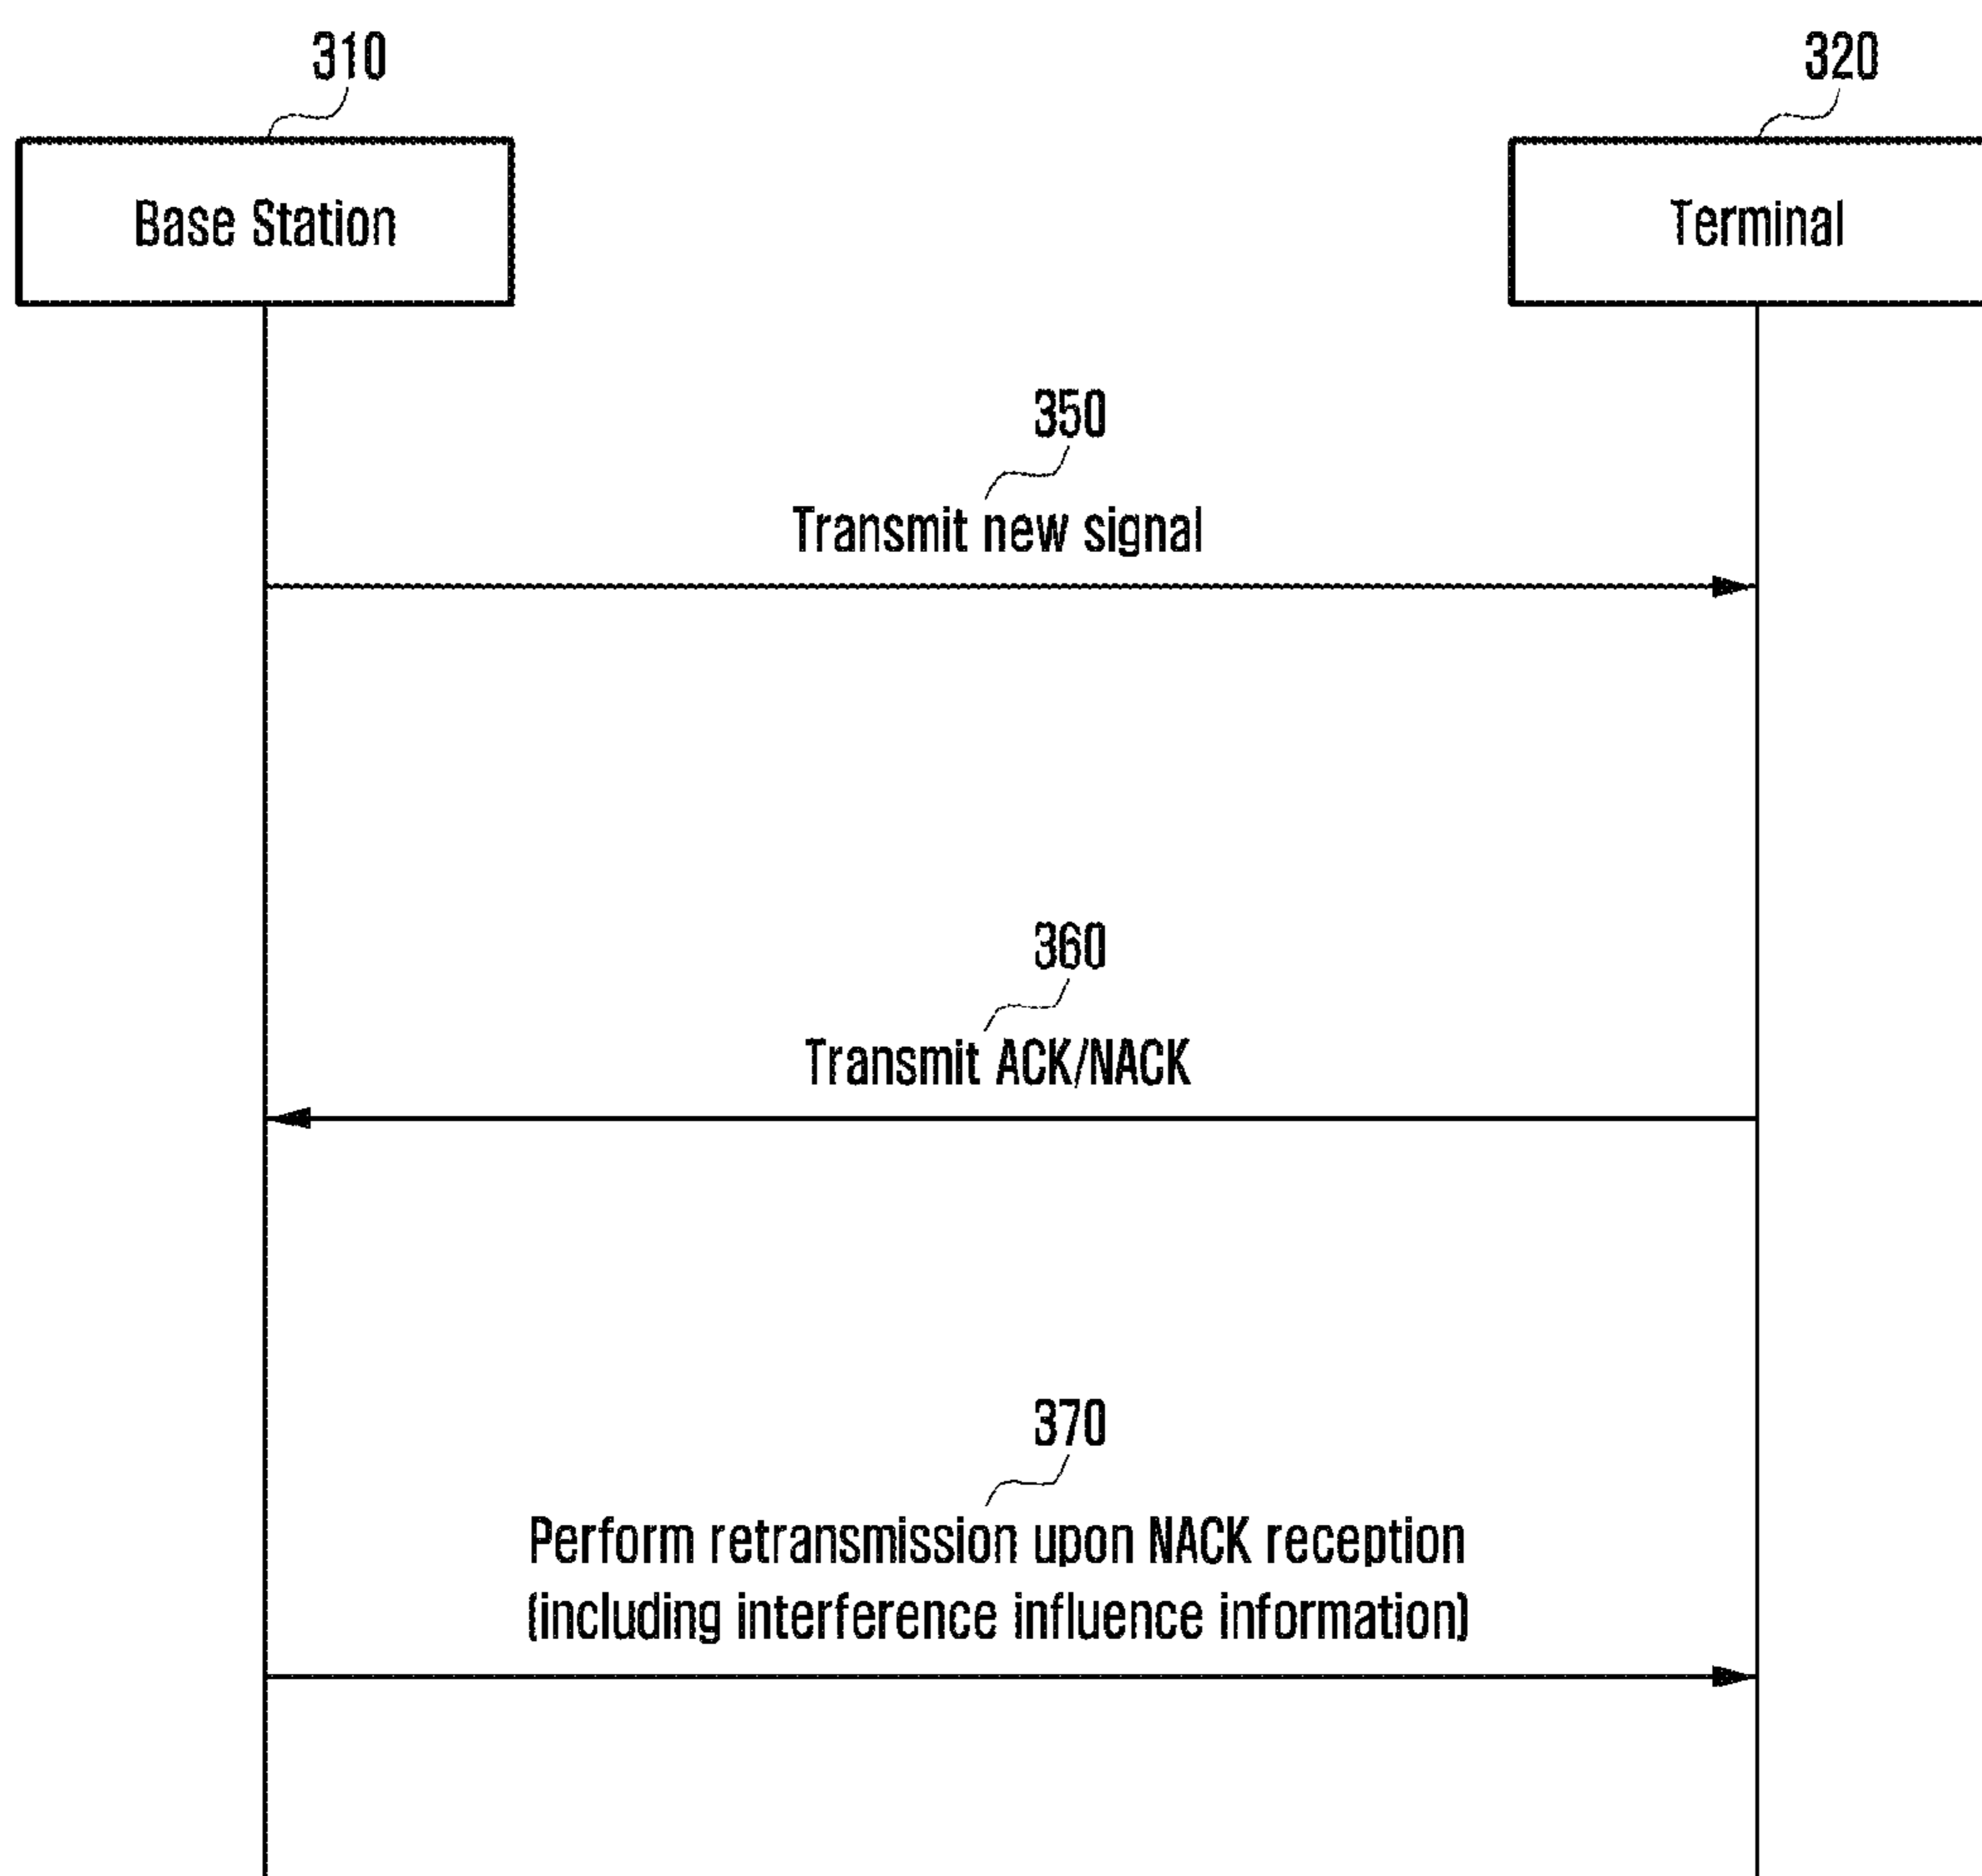 310
320
Base Station
Terminal
350
Transmit new signal
360
Transmit ACK/NACK
370
Perform retransmission upon NACK reception
(including interference influence information)